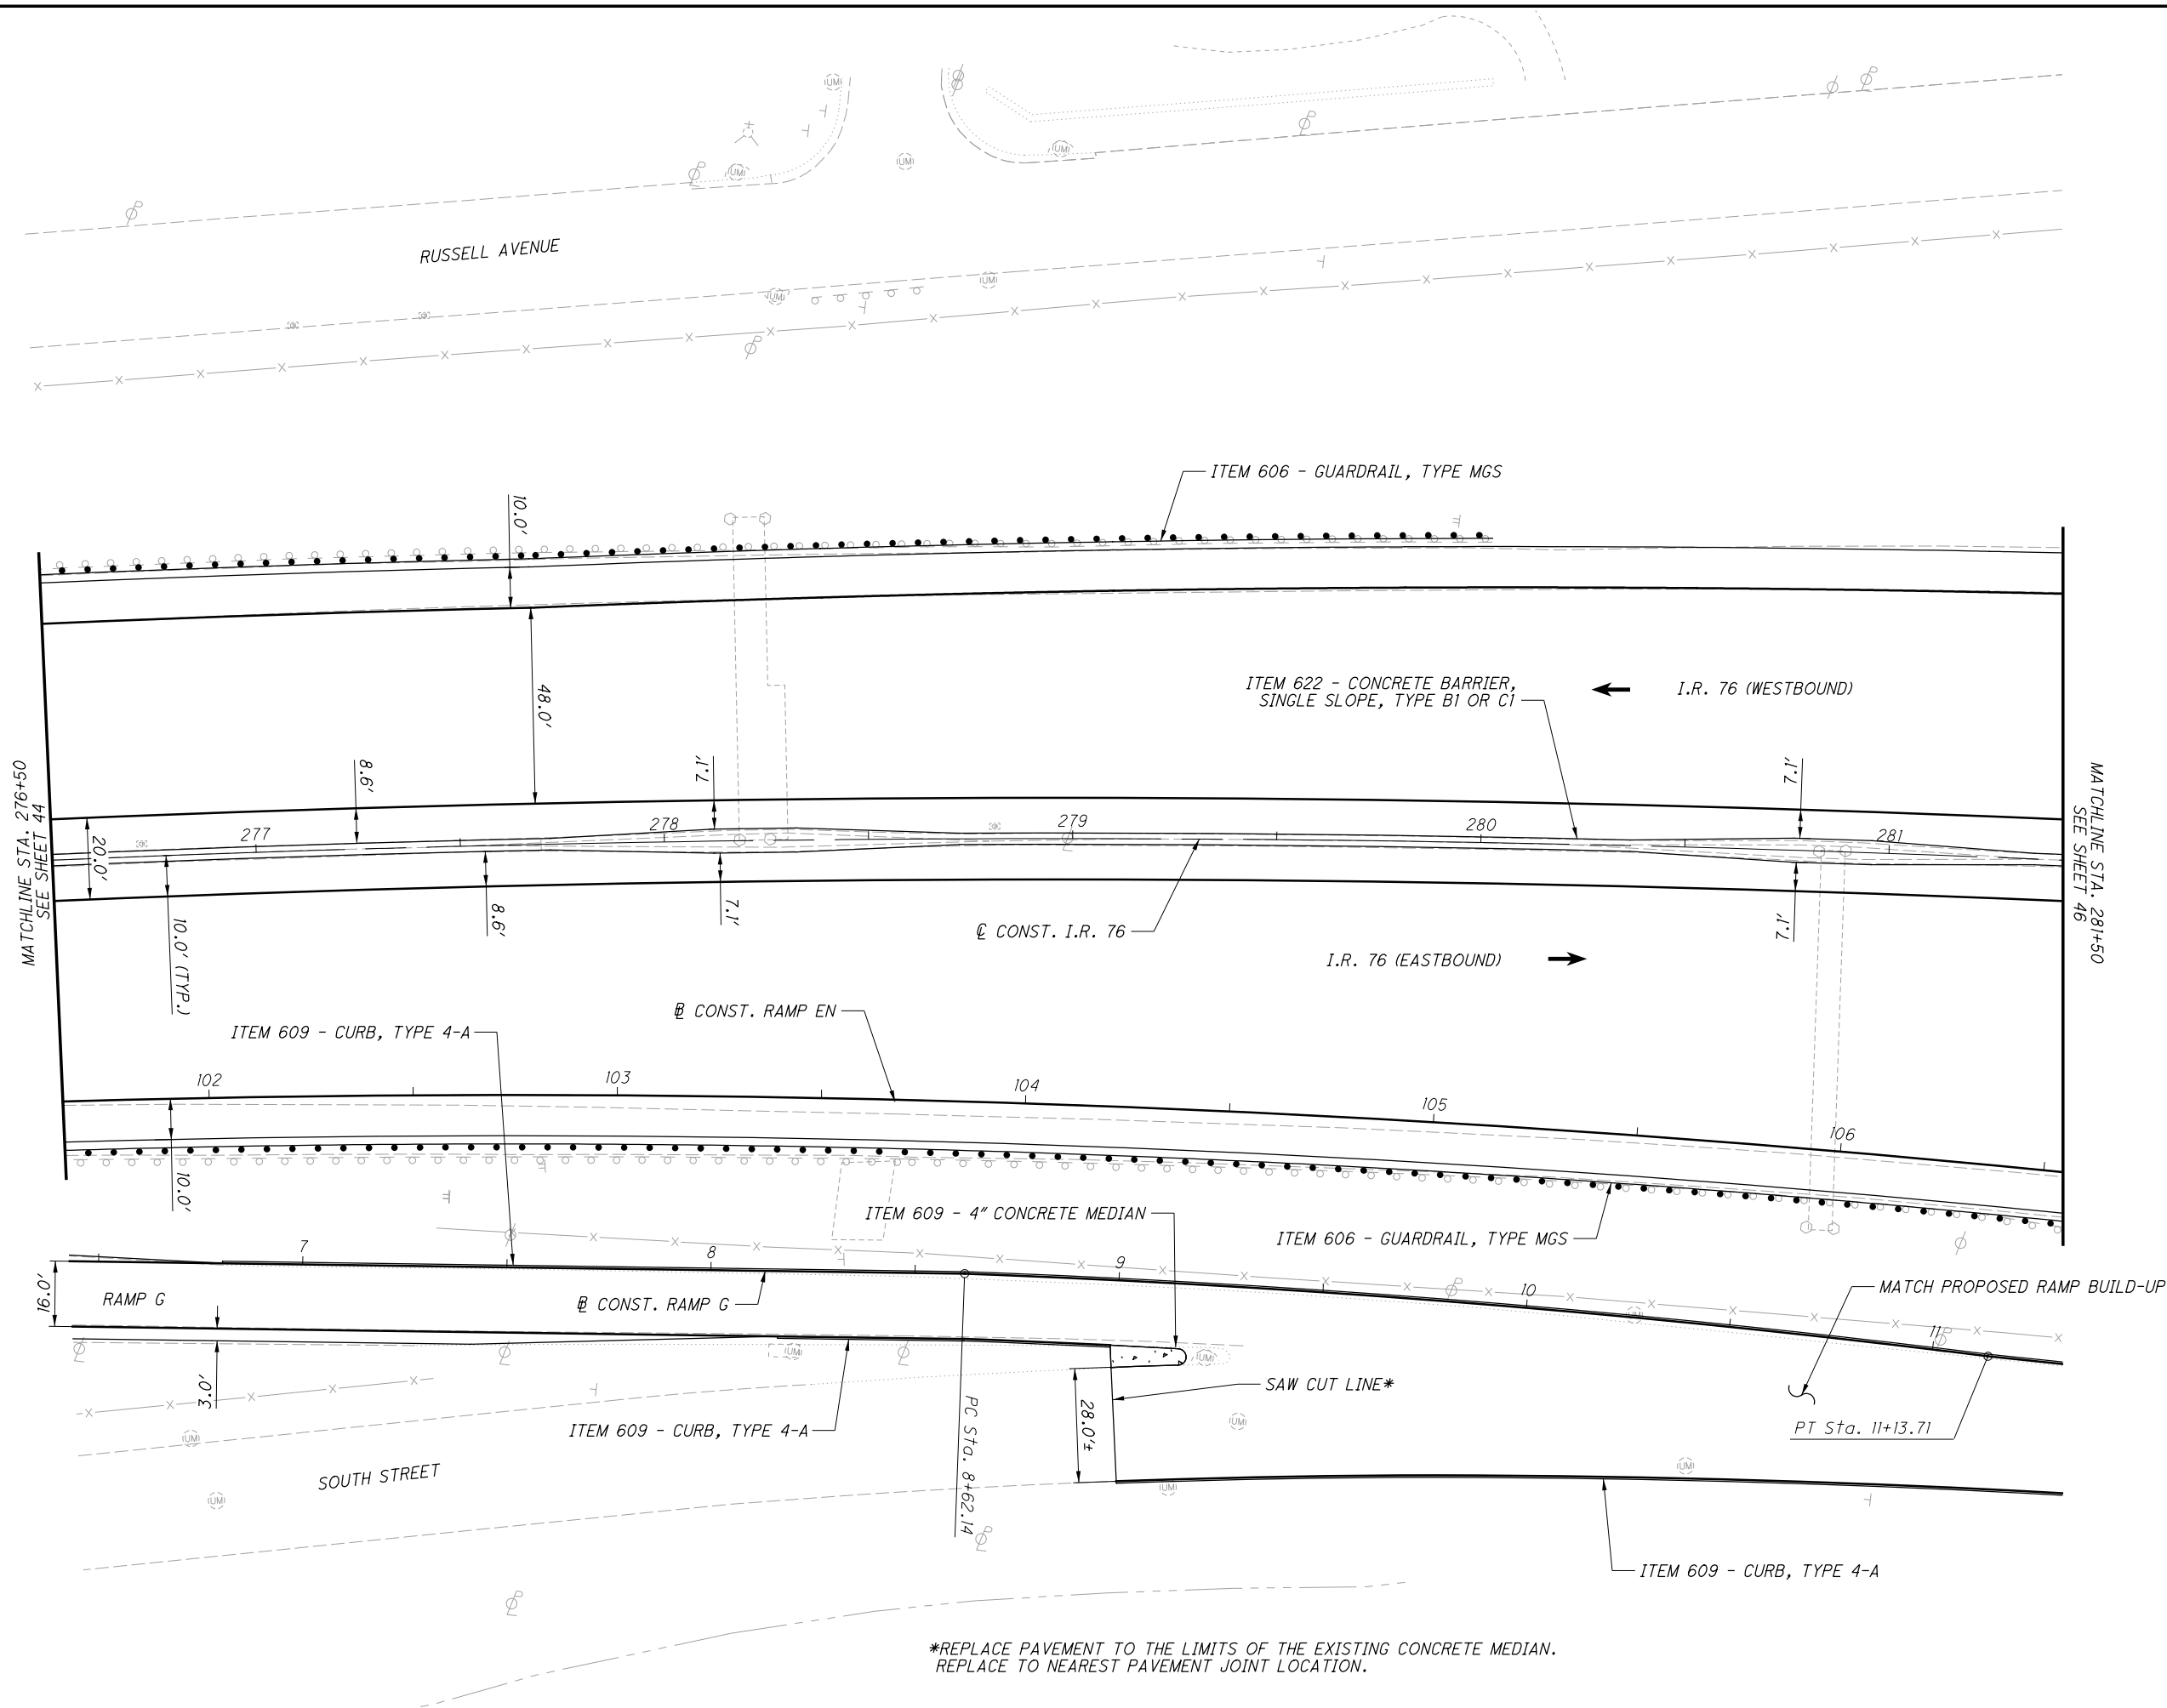 RUSSELL AVENUE
ITEM 606 - GUARDRAIL, TYPE MGS
10.0'
48.0'
ITEM 622 - CONCRETE BARRIER,
SINGLE SLOPE, TYPE B1 OR C1
I.R. 76 (WESTBOUND)
MATCHLINE STA. 276+50
SEE SHEET 44
MATCHLINE STA. 281+50
SEE SHEET 46
8.6'
7.1'
7.1'
20.0'
277
278
279
280
281
10.0' (TYP.)
8.6'
7.1'
7.1'
℄ CONST. I.R. 76
I.R. 76 (EASTBOUND)
ITEM 609 - CURB, TYPE 4-A
B CONST. RAMP EN
102
103
104
105
106
10.0'
ITEM 609 - 4" CONCRETE MEDIAN
ITEM 606 - GUARDRAIL, TYPE MGS
7
8
9
10
11
16.0'
RAMP G
B CONST. RAMP G
MATCH PROPOSED RAMP BUILD-UP
3.0'
SAW CUT LINE*
28.0'±
PC Sta. 8+62.14
PT Sta. 11+13.71
ITEM 609 - CURB, TYPE 4-A
SOUTH STREET
ITEM 609 - CURB, TYPE 4-A
*REPLACE PAVEMENT TO THE LIMITS OF THE EXISTING CONCRETE MEDIAN.
REPLACE TO NEAREST PAVEMENT JOINT LOCATION.